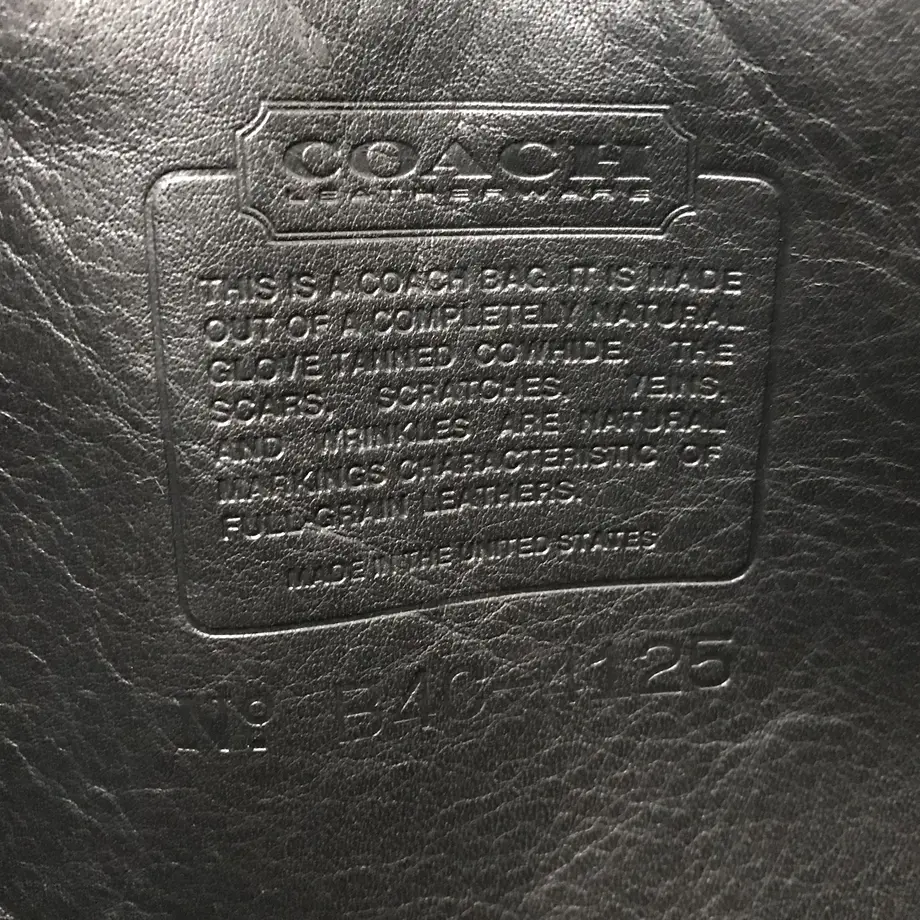 COACH
LEATHERWARE
THIS IS A COACH BAG. IT IS MADE
OUT OF A COMPLETELY NATURAL
GLOVE TANNED COWHIDE. THE
SCARS, SCRATCHES, VEINS,
AND WRINKLES ARE NATURAL
MARKINGS CHARACTERISTIC OF
FULL-GRAIN LEATHERS.
MADE IN THE UNITED STATES
Nº B4C-4125